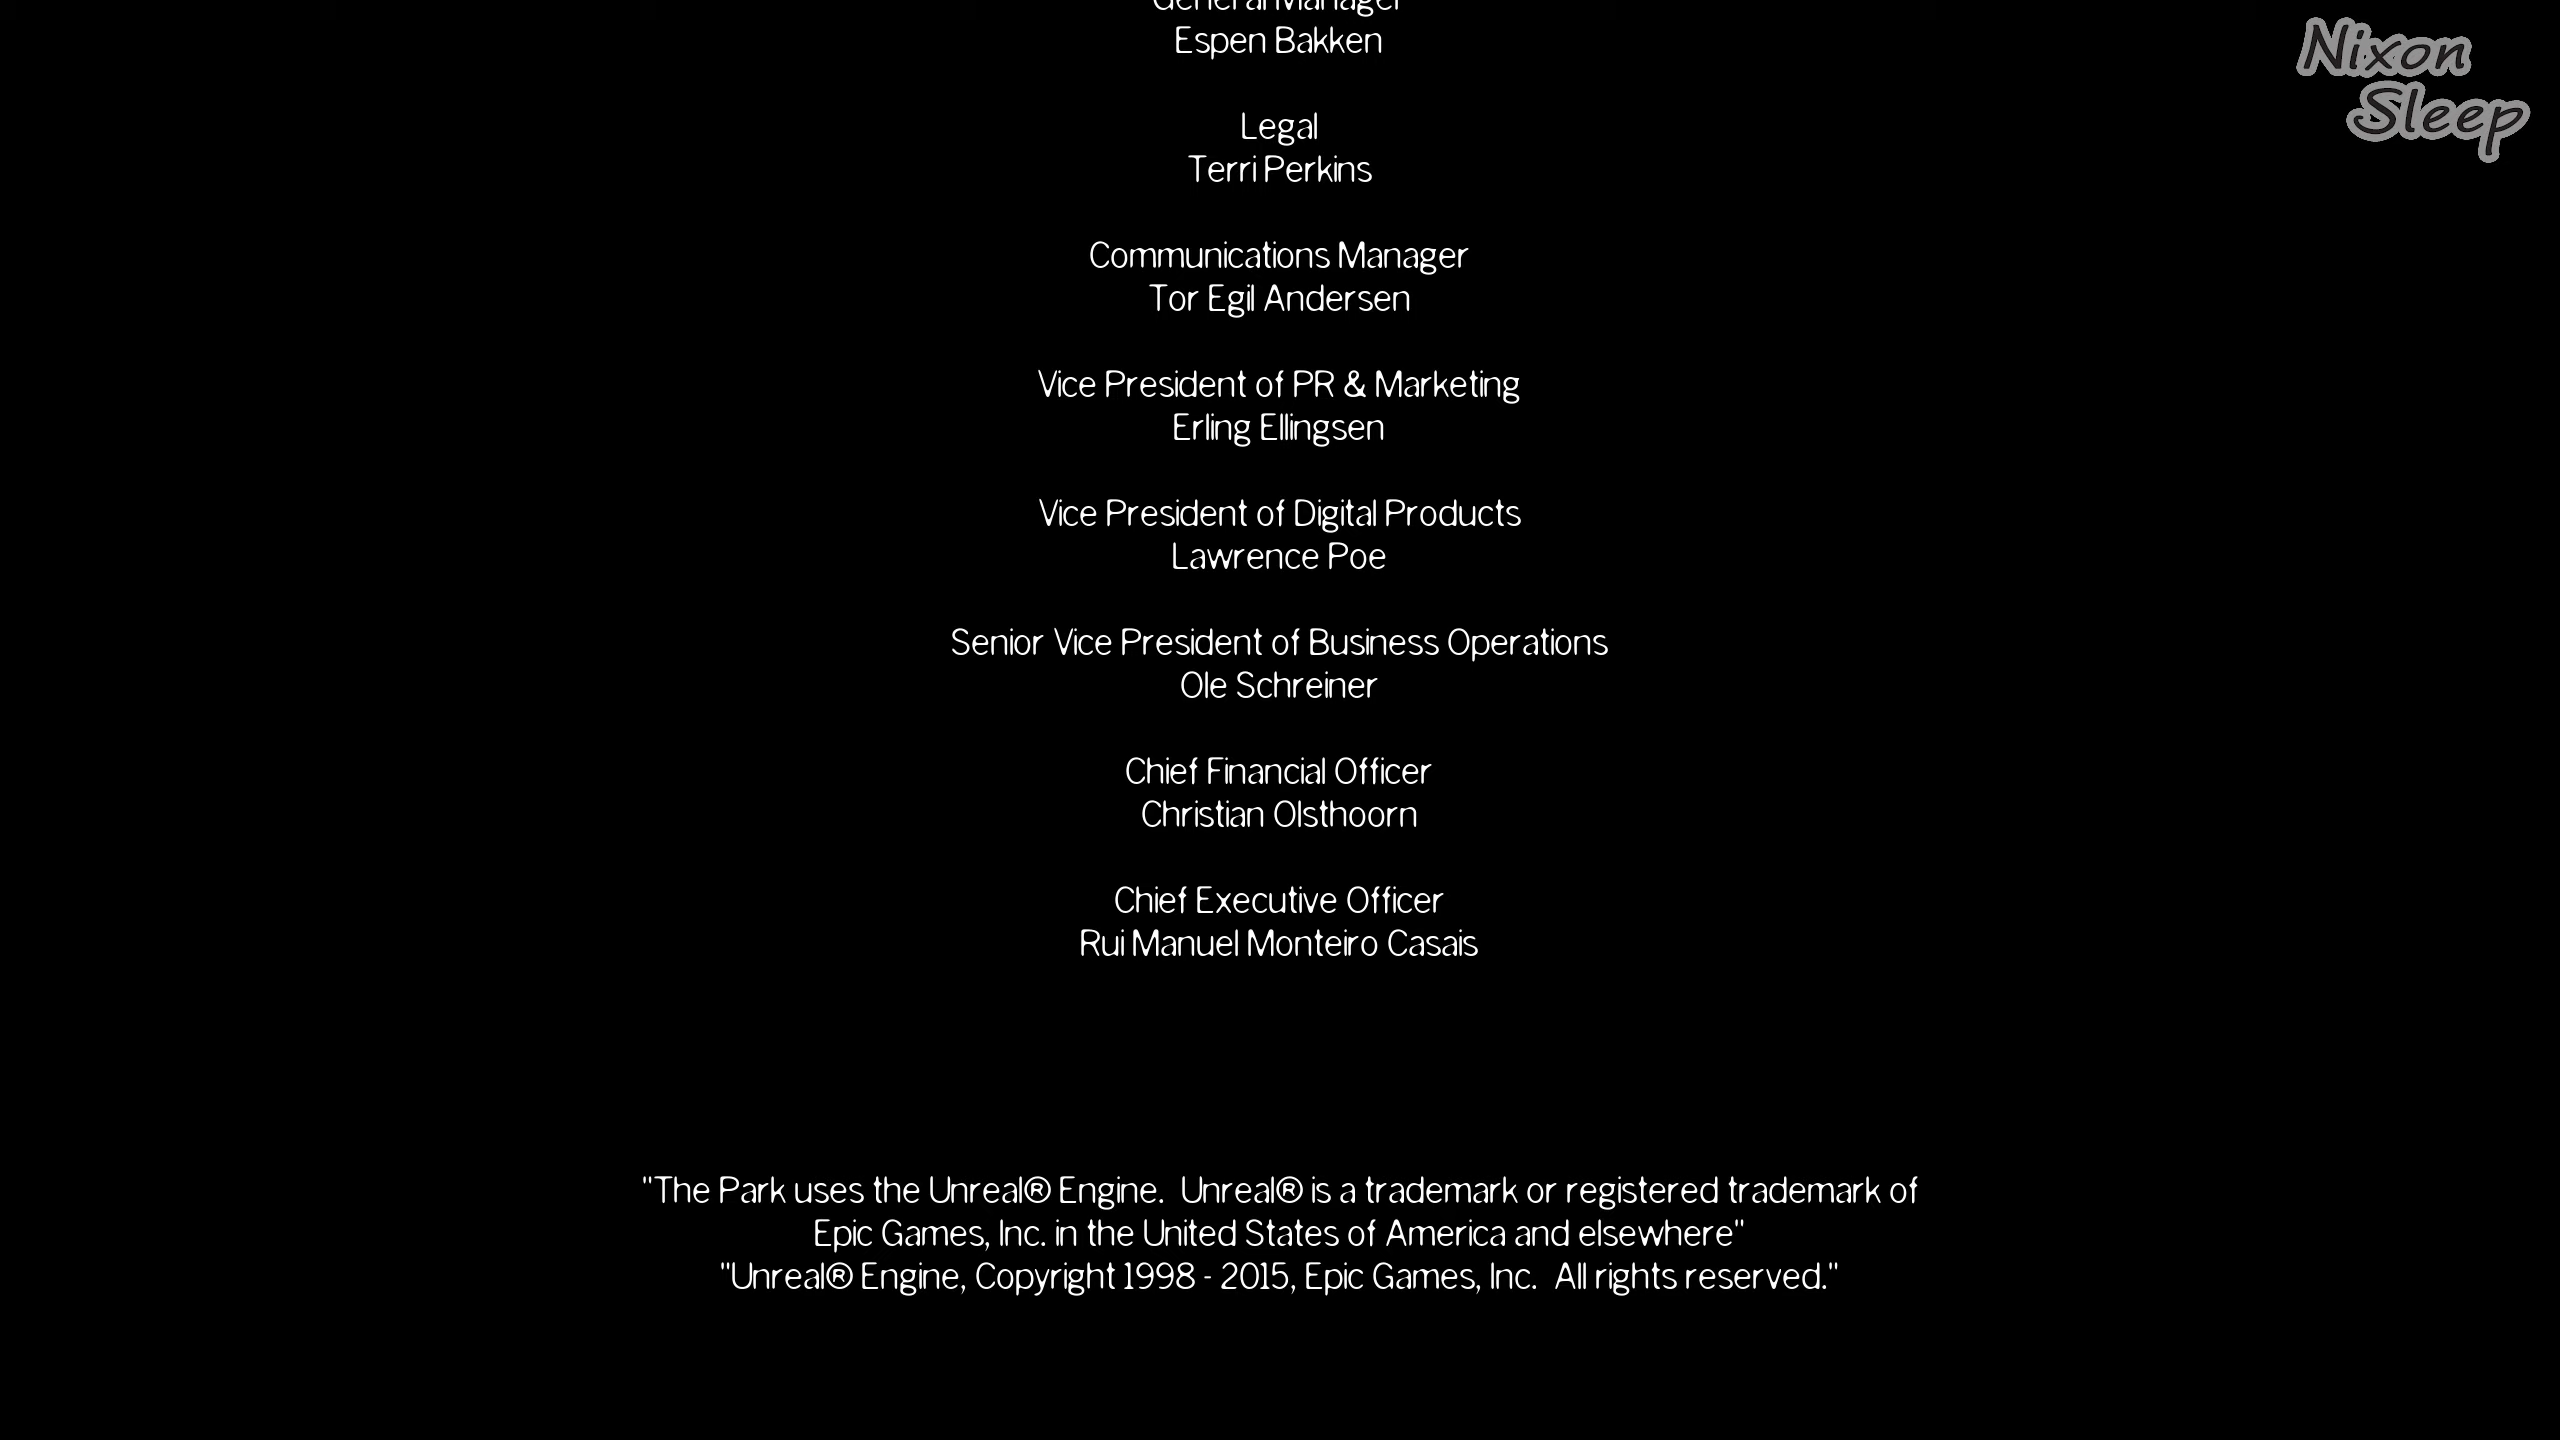 General Manager
Espen Bakken
Legal
Terri Perkins
Communications Manager
Tor Egil Andersen
Vice President of PR & Marketing
Erling Ellingsen
Vice President of Digital Products
Lawrence Poe
Senior Vice President of Business Operations
Ole Schreiner
Chief Financial Officer
Christian Olsthoorn
Chief Executive Officer
Rui Manuel Monteiro Casais
"The Park uses the Unreal® Engine.  Unreal® is a trademark or registered trademark of
Epic Games, Inc. in the United States of America and elsewhere"
"Unreal® Engine, Copyright 1998 - 2015, Epic Games, Inc.  All rights reserved."
Nixon
Sleep